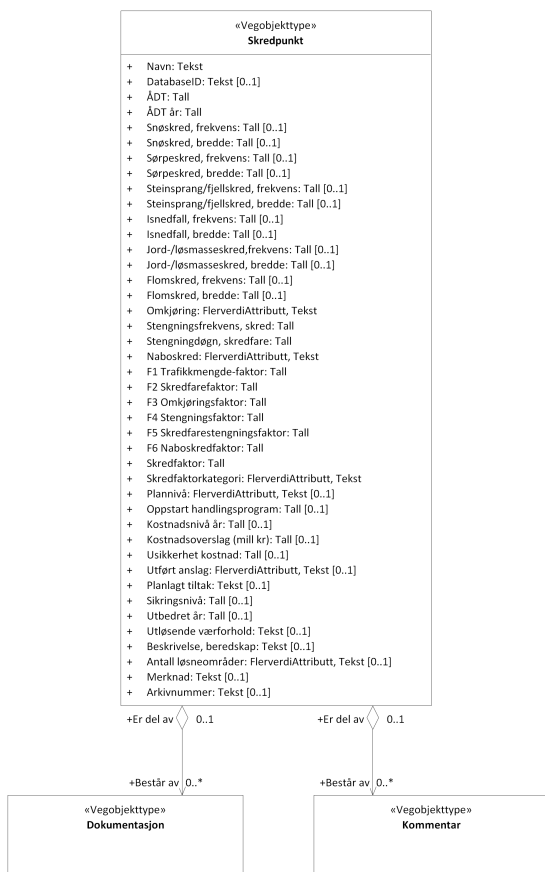 «Vegobjekttype»
Skredpunkt
+ Navn: Tekst
+ DatabaseID: Tekst [0..1]
+ ÅDT: Tall
+ ÅDT år: Tall
+ Snøskred, frekvens: Tall [0..1]
+ Snøskred, bredde: Tall [0..1]
+ Sørpeskred, frekvens: Tall [0..1]
+ Sørpeskred, bredde: Tall [0..1]
+ Steinsprang/fjellskred, frekvens: Tall [0..1]
+ Steinsprang/fjellskred, bredde: Tall [0..1]
+ Isnedfall, frekvens: Tall [0..1]
+ Isnedfall, bredde: Tall [0..1]
+ Jord-/løsmasseskred,frekvens: Tall [0..1]
+ Jord-/løsmasseskred, bredde: Tall [0..1]
+ Flomskred, frekvens: Tall [0..1]
+ Flomskred, bredde: Tall [0..1]
+ Omkjøring: FlerverdiAttributt, Tekst
+ Stengningsfrekvens, skred: Tall
+ Stengningdøgn, skredfare: Tall
+ Naboskred: FlerverdiAttributt, Tekst
+ F1 Trafikkmengde-faktor: Tall
+ F2 Skredfarefaktor: Tall
+ F3 Omkjøringsfaktor: Tall
+ F4 Stengningsfaktor: Tall
+ F5 Skredfarestengningsfaktor: Tall
+ F6 Naboskredfaktor: Tall
+ Skredfaktor: Tall
+ Skredfaktorkategori: FlerverdiAttributt, Tekst
+ Plannivå: FlerverdiAttributt, Tekst [0..1]
+ Oppstart handlingsprogram: Tall [0..1]
+ Kostnadsnivå år: Tall [0..1]
+ Kostnadsoverslag (mill kr): Tall [0..1]
+ Usikkerhet kostnad: Tall [0..1]
+ Utført anslag: FlerverdiAttributt, Tekst [0..1]
+ Planlagt tiltak: Tekst [0..1]
+ Sikringsnivå: Tall [0..1]
+ Utbedret år: Tall [0..1]
+ Utløsende værforhold: Tekst [0..1]
+ Beskrivelse, beredskap: Tekst [0..1]
+ Antall løsneområder: FlerverdiAttributt, Tekst [0..1]
+ Merknad: Tekst [0..1]
+ Arkivnummer: Tekst [0..1]
+Er del av 0..1 +Er del av 0..1
+Består av 0..* +Består av 0..*
«Vegobjekttype»
Dokumentasjon
«Vegobjekttype»
Kommentar